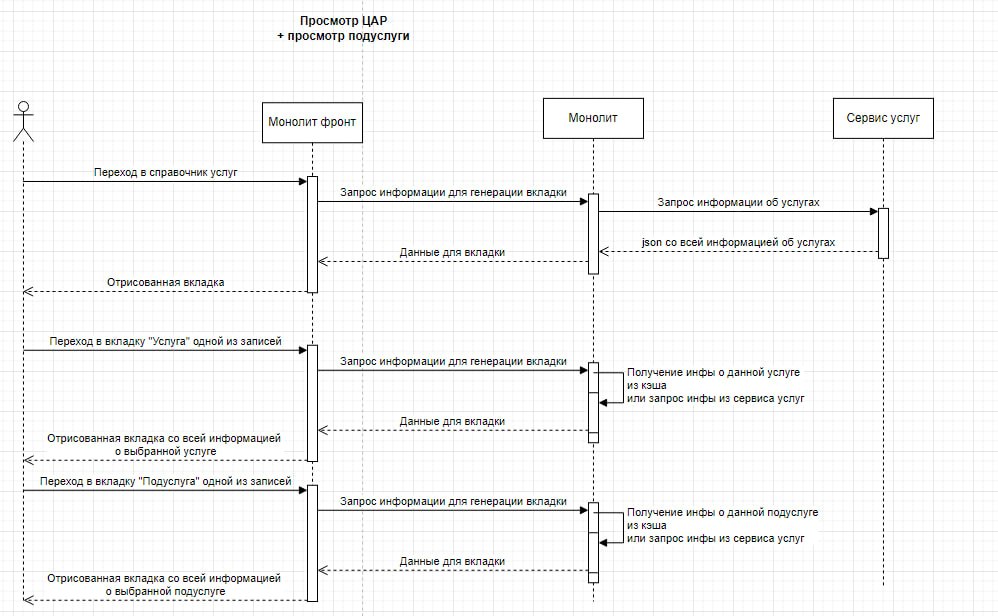 Просмотр ЦАР
+ просмотр подуслуги
Монолит фронт
Монолит
Сервис услуг
Переход в справочник услуг
Запрос информации для генерации вкладки
Запрос информации об услугах
json со всей информацией об услугах
Данные для вкладки
Отрисованная вкладка
Переход в вкладку "Услуга" одной из записей
Запрос информации для генерации вкладки
Получение инфы о данной услуге
из кэша
или запрос инфы из сервиса услуг
Данные для вкладки
Отрисованная вкладка со всей информацией
о выбранной услуге
Переход в вкладку "Подуслуга" одной из записей
Запрос информации для генерации вкладки
Получение инфы о данной подуслуге
из кэша
или запрос инфы из сервиса услуг
Данные для вкладки
Отрисованная вкладка со всей информацией
о выбранной подуслуге